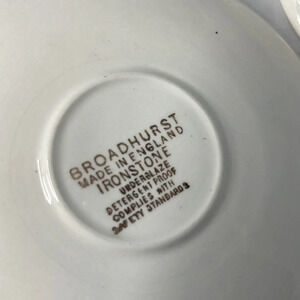 BROADHURST
MADE IN ENGLAND
IRONSTONE
UNDERGLAZE
DETERGENT PROOF
COMPLIES WITH
SAFETY STANDARDS